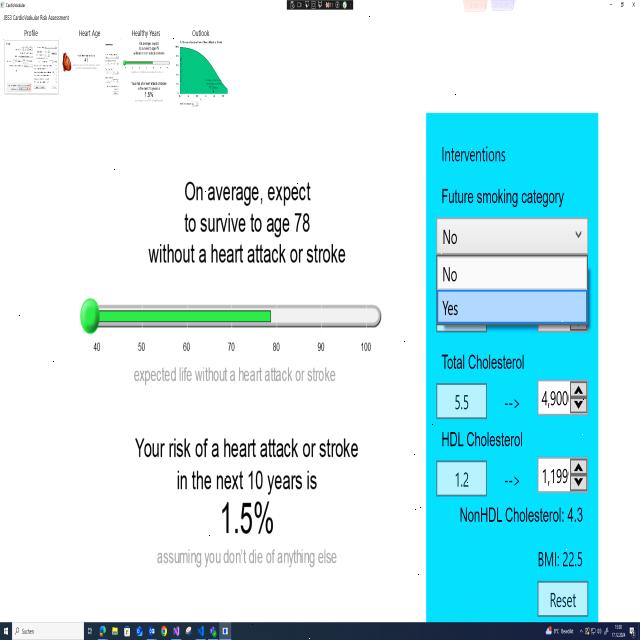 CardioVaskular
JBS3 CardioVaskular Risk Assessment
Profile
Heart Age
Healthy Years
Outlook
On average, expect
to survive to age 78
without a heart attack or stroke
40 50 60 70 80 90 100
expected life without a heart attack or stroke
Your risk of a heart attack or stroke
in the next 10 years is
1.5%
assuming you don't die of anything else
Interventions
Future smoking category
No
No
Yes
Total Cholesterol
5.5 --> 4,900
HDL Cholesterol
1.2 --> 1,199
NonHDL Cholesterol: 4.3
BMI: 22.5
Reset
Suchen
8°C Bewölkt